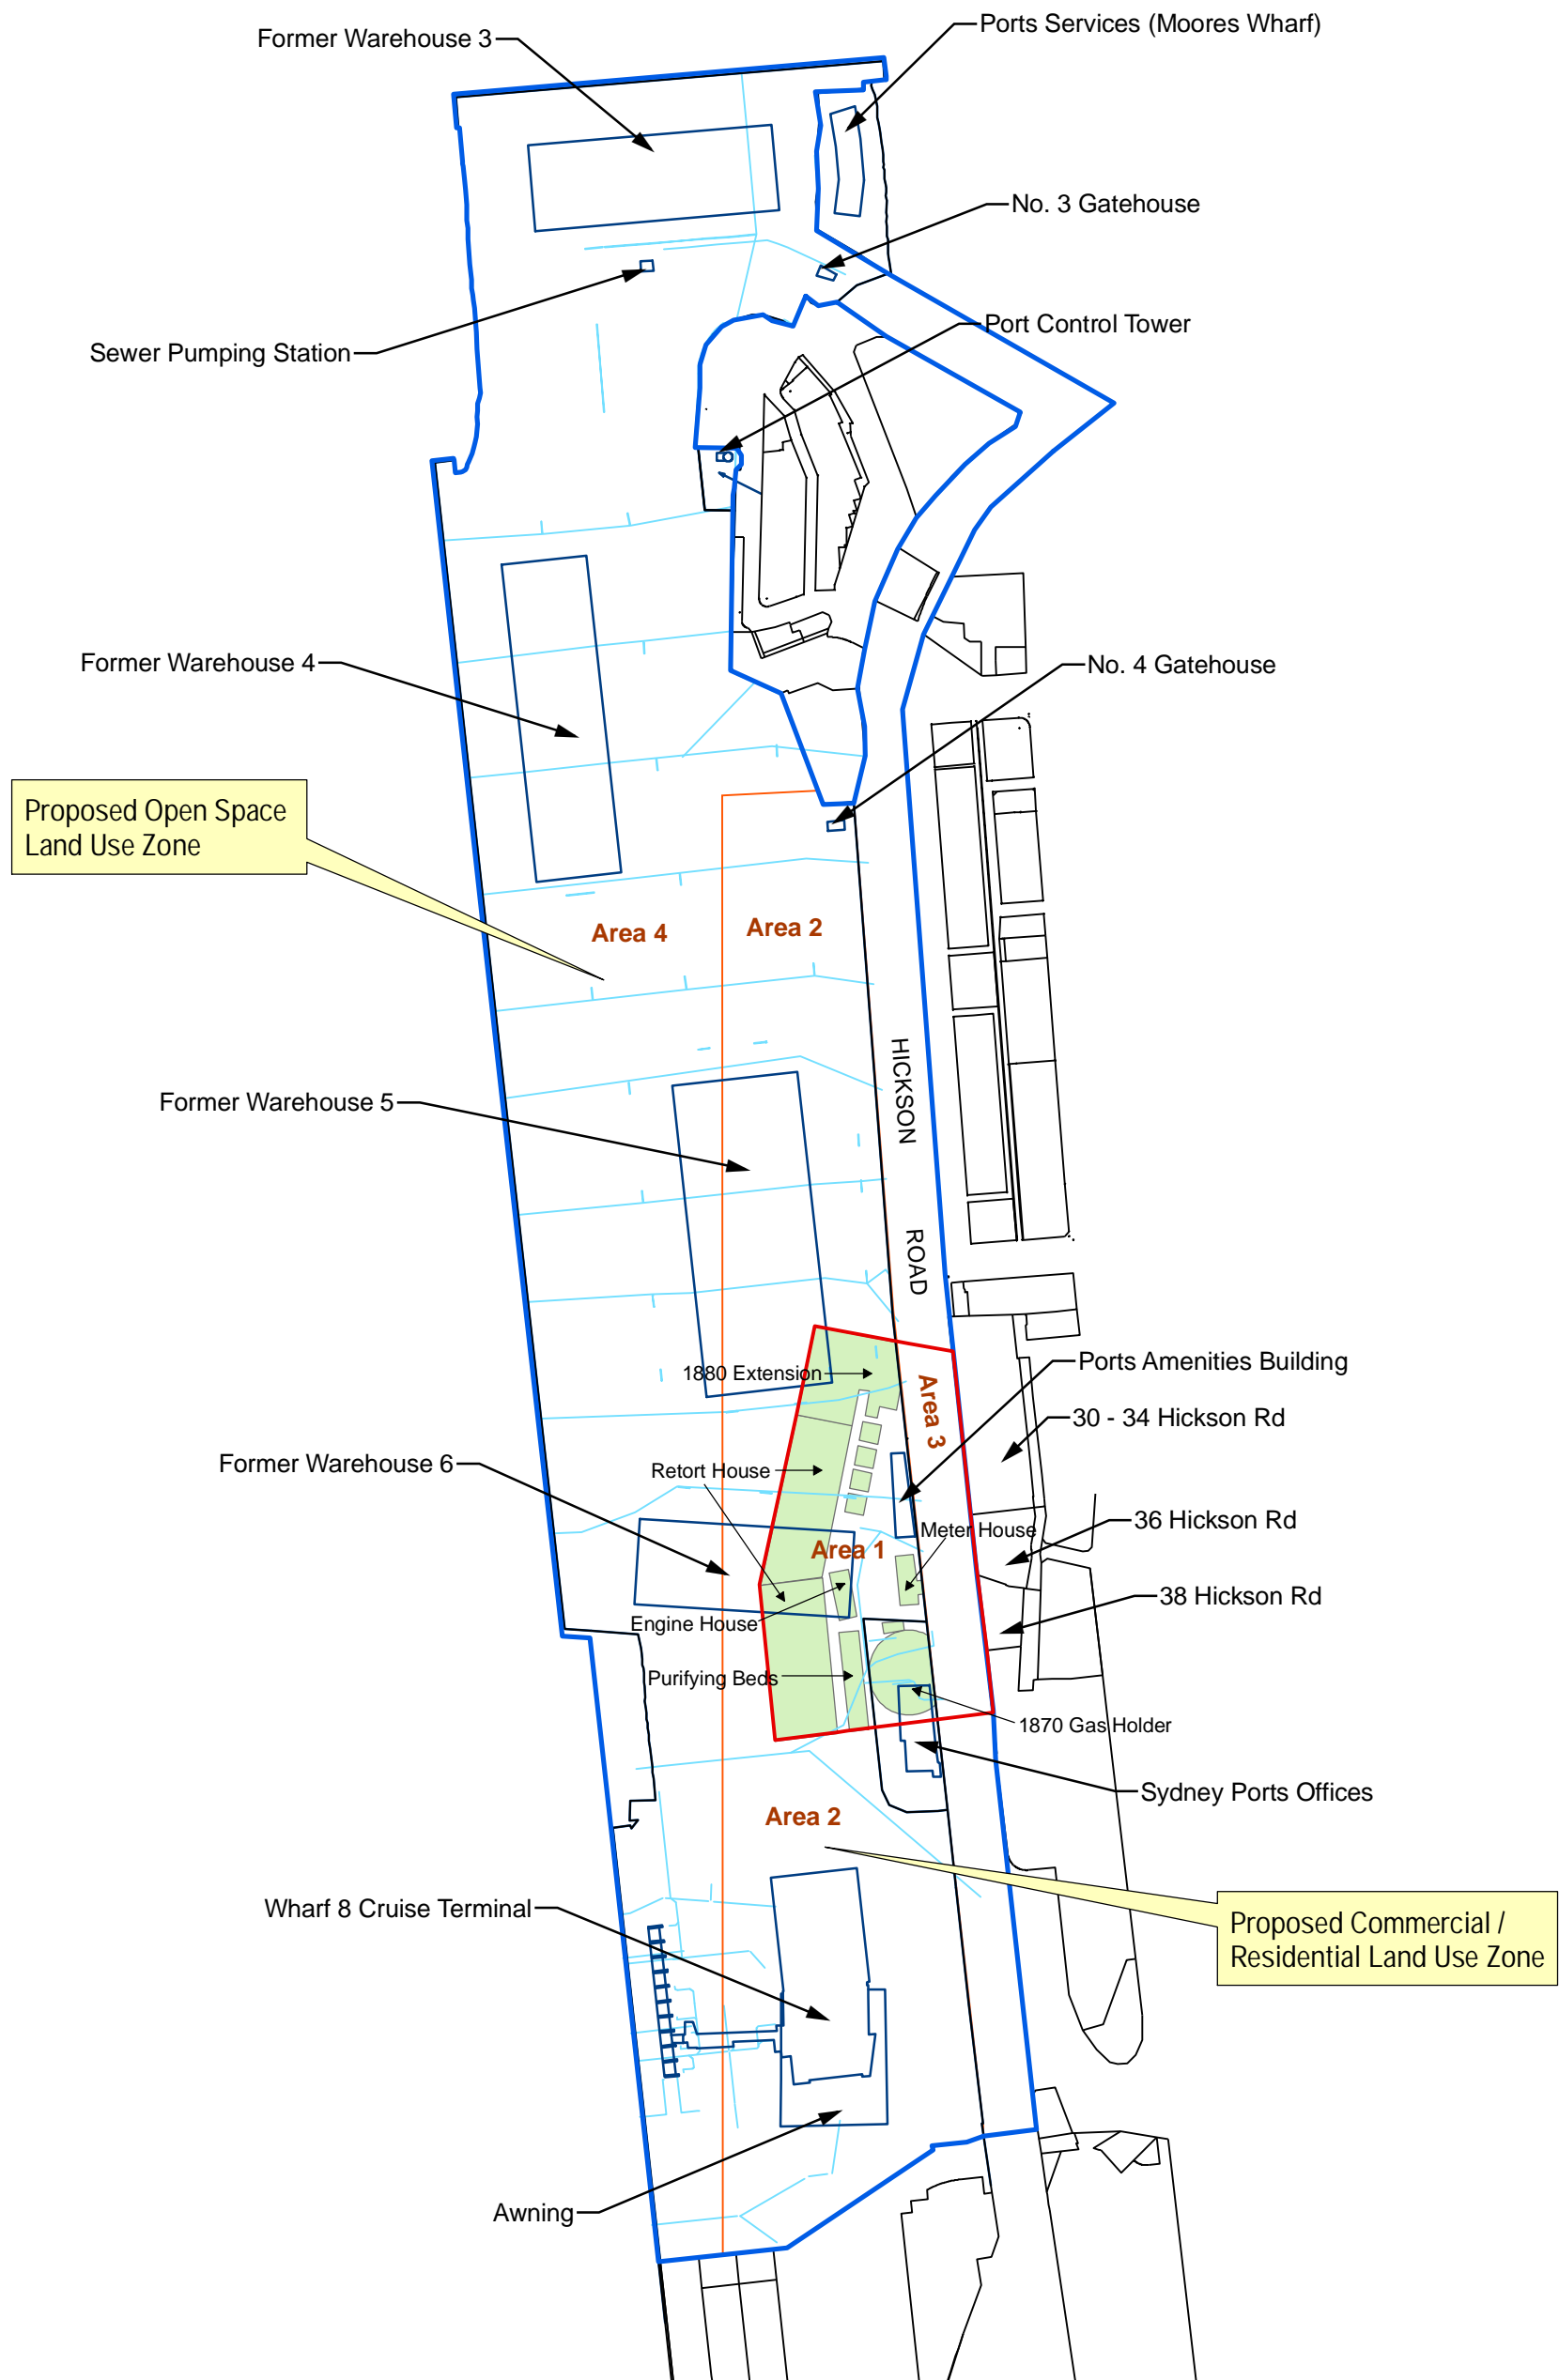 Ports Services (Moores Wharf)
Former Warehouse 3
No. 3 Gatehouse
Port Control Tower
Sewer Pumping Station
Former Warehouse 4
No. 4 Gatehouse
Proposed Open Space
Land Use Zone
Area 4
Area 2
HICKSON
ROAD
Former Warehouse 5
Ports Amenities Building
1880 Extension
Area 3
30 - 34 Hickson Rd
Former Warehouse 6
Retort House
36 Hickson Rd
Meter House
Area 1
38 Hickson Rd
Engine House
Purifying Beds
1870 Gas Holder
Sydney Ports Offices
Area 2
Wharf 8 Cruise Terminal
Proposed Commercial /
Residential Land Use Zone
Awning